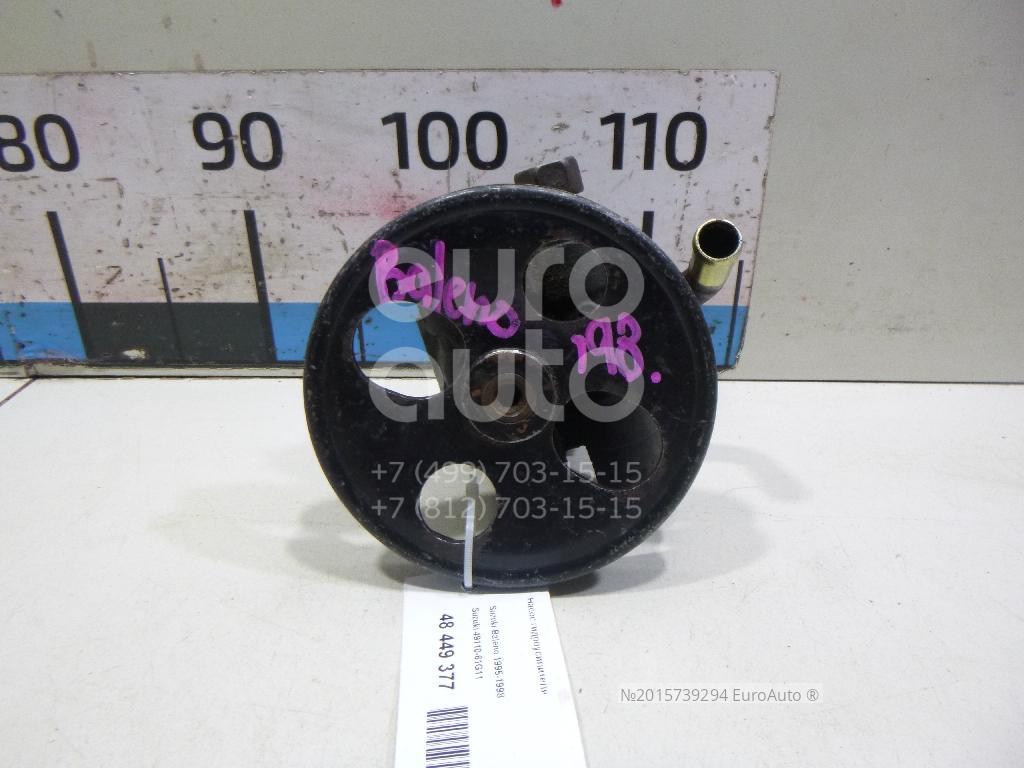 80 90 100 110
Baleno
198.
euro
auto
+7 (499) 703-15-15
+7 (812) 703-15-15
Насос гидроусилителя
Suzuki Baleno 1995-1998
Suzuki 49110-61G11
48 449 377
№2015739294 EuroAuto ®